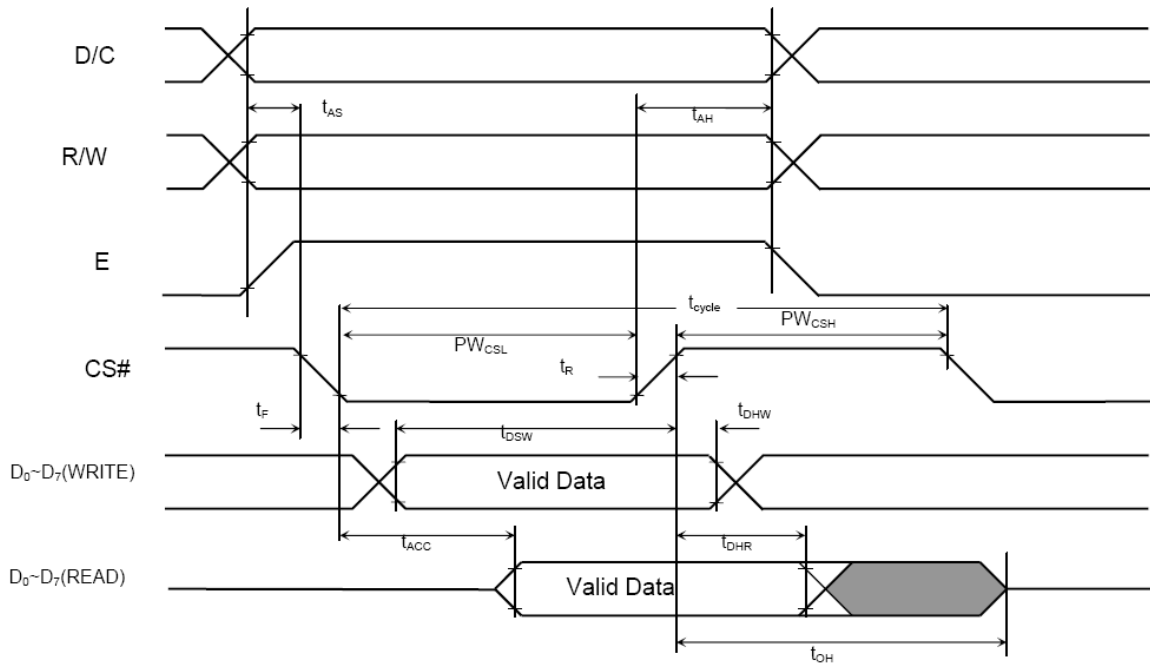 D/C
tAS
tAH
R/W
E
tcycle
PWCSL
PWCSH
CS#
tR
tF
tDSW
tDHW
D0~D7(WRITE)
Valid Data
tACC
tDHR
D0~D7(READ)
Valid Data
tOH